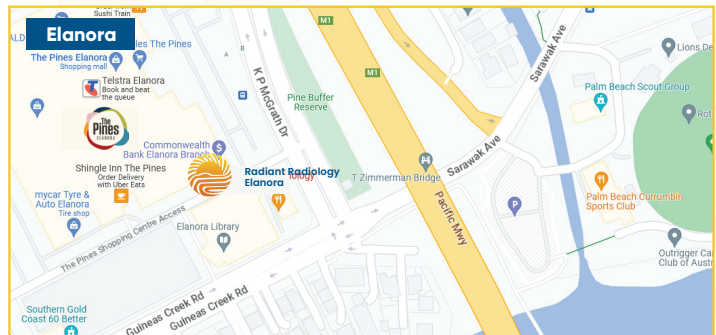 Sushi Train
Elanora
ALD
les The Pines
The Pines Elanora
Shopping mall
Telstra Elanora
Book and beat
the queue
The
Pines
ELANORA
Commonwealth
Bank Elanora Branch
Shingle Inn The Pines
Order Delivery
with Uber Eats
mycar Tyre &
Auto Elanora
Tire shop
The Pines Shopping Centre Access
Elanora Library
Radiant Radiology
Elanora
iology
Southern Gold
Coast 60 Better
Guineas Creek Rd
Guineas Creek Rd
A
B
K P McGrath Dr
Pine Buffer
Reserve
M1
M1
T Zimmerman Bridge
Pacific Mwy
Sarawak Ave
Sarawak Ave
P
Lions De
Palm Beach Scout Group
Rot
Palm Beach Currumbin
Sports Club
Outrigger Ca
Club of Austr